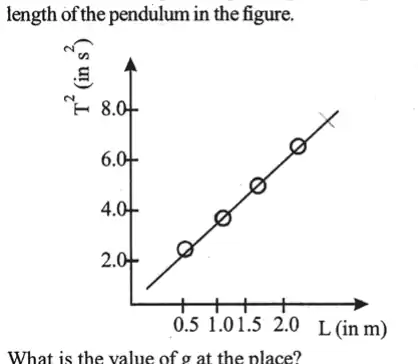 length of the pendulum in the figure.
T² (in s²)
8.0
6.0
4.0
2.0
0.5 1.0 1.5 2.0 L (in m)
What is the value of g at the place?